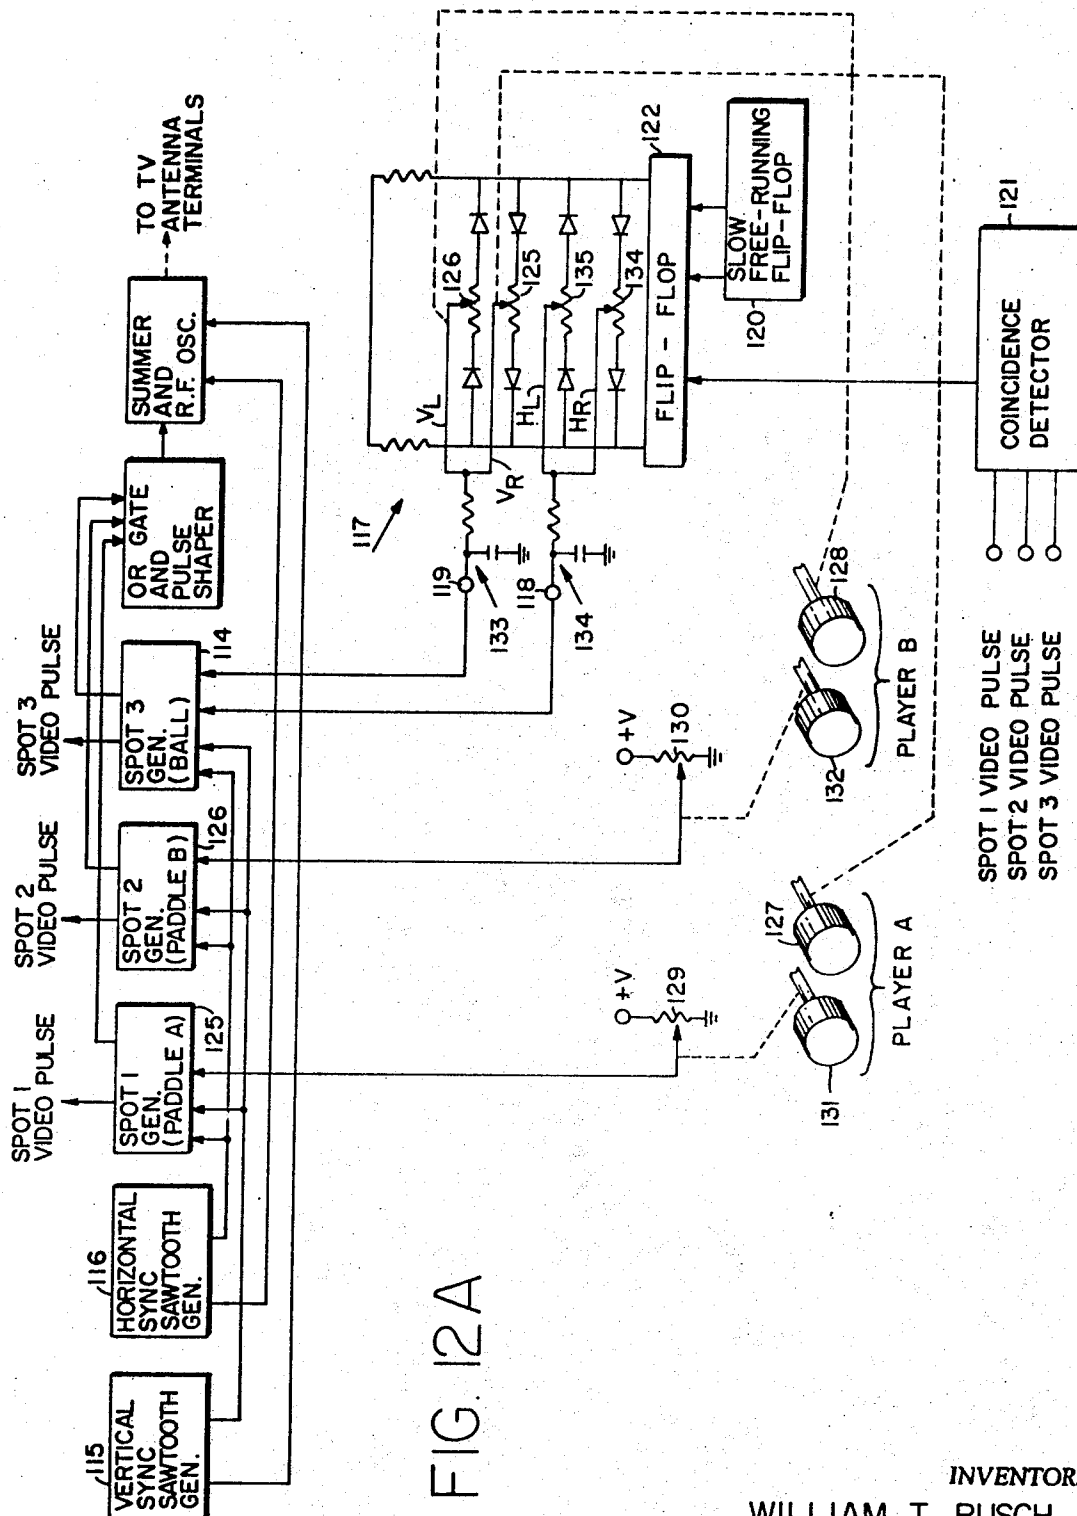 SPOT 1
VIDEO PULSE
SPOT 2
VIDEO PULSE
SPOT 3
VIDEO PULSE
115
VERTICAL
SYNC
SAWTOOTH
GEN.
116
HORIZONTAL
SYNC
SAWTOOTH
GEN.
SPOT 1
GEN.
(PADDLE A)
125
SPOT 2
GEN.
(PADDLE B)
126
SPOT 3
GEN.
(BALL)
114
OR GATE
AND
PULSE
SHAPER
SUMMER
AND
R.F. OSC.
TO TV
ANTENNA
TERMINALS
117
119
133
118
134
VL
VR
HL
HR
126
125
135
134
FLIP - FLOP
122
SLOW
FREE-RUNNING
FLIP-FLOP
120
COINCIDENCE
DETECTOR
121
+V
129
+V
130
131
127
PLAYER A
132
128
PLAYER B
SPOT 1 VIDEO PULSE
SPOT 2 VIDEO PULSE
SPOT 3 VIDEO PULSE
FIG. 12A
INVENTOR
WILLIAM T. RUSCH